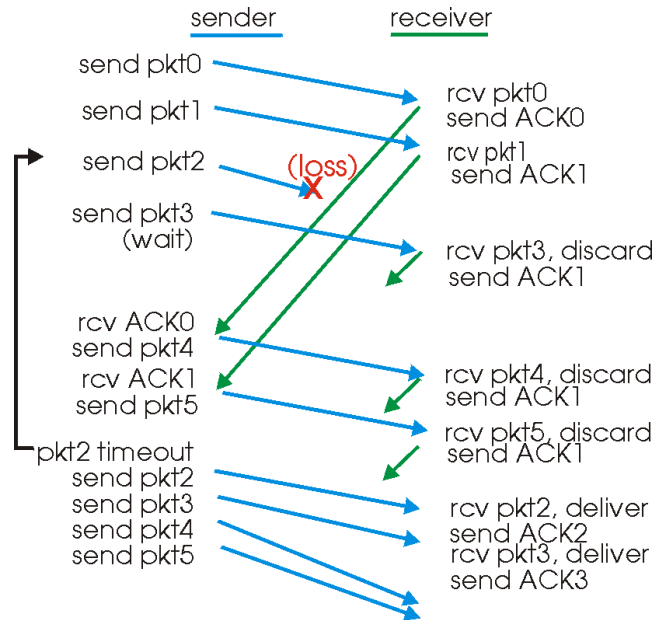 sender
receiver
send pkt0
rcv pkt0
send ACK0
send pkt1
rcv pkt1
send ACK1
send pkt2
(loss)
X
send pkt3
(wait)
rcv pkt3, discard
send ACK1
rcv ACK0
send pkt4
rcv ACK1
send pkt5
rcv pkt4, discard
send ACK1
rcv pkt5, discard
send ACK1
pkt2 timeout
send pkt2
send pkt3
send pkt4
send pkt5
rcv pkt2, deliver
send ACK2
rcv pkt3, deliver
send ACK3